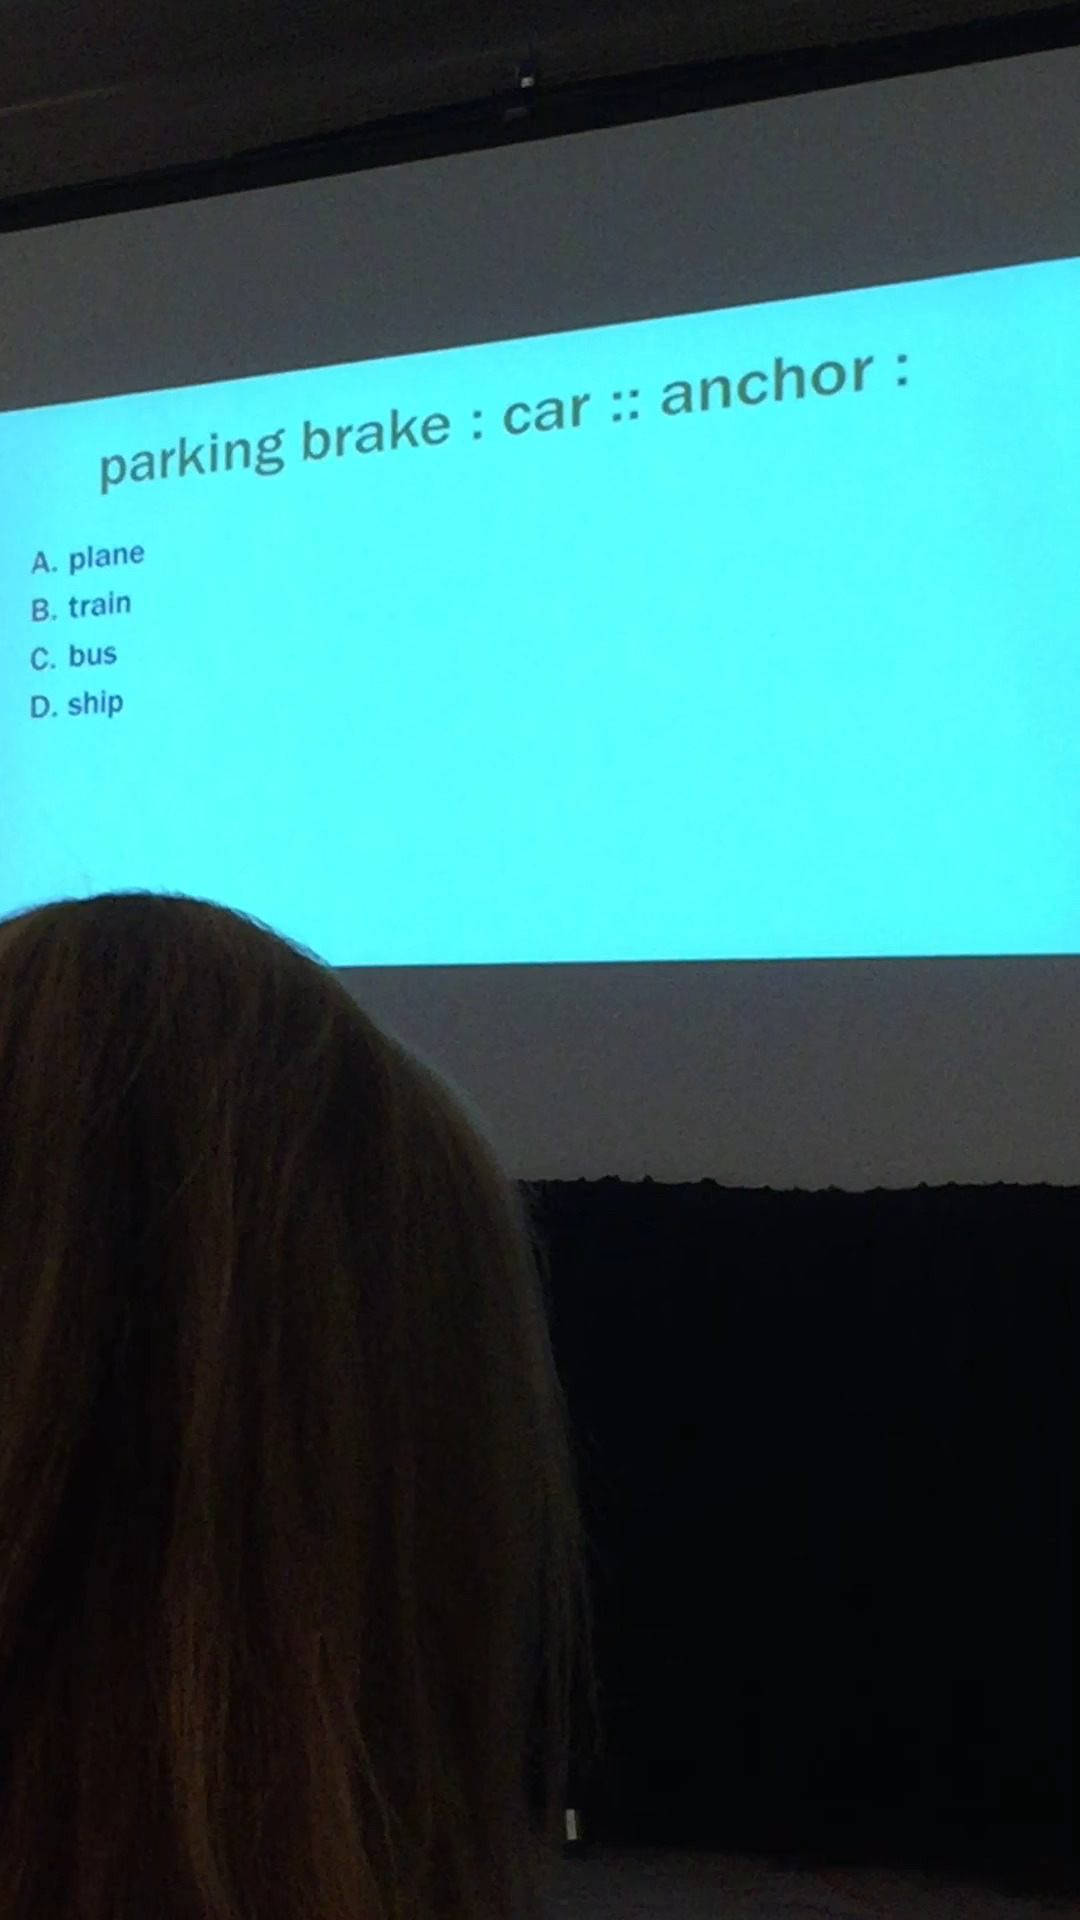 parking brake : car :: anchor :
A. plane
B. train
C. bus
D. ship